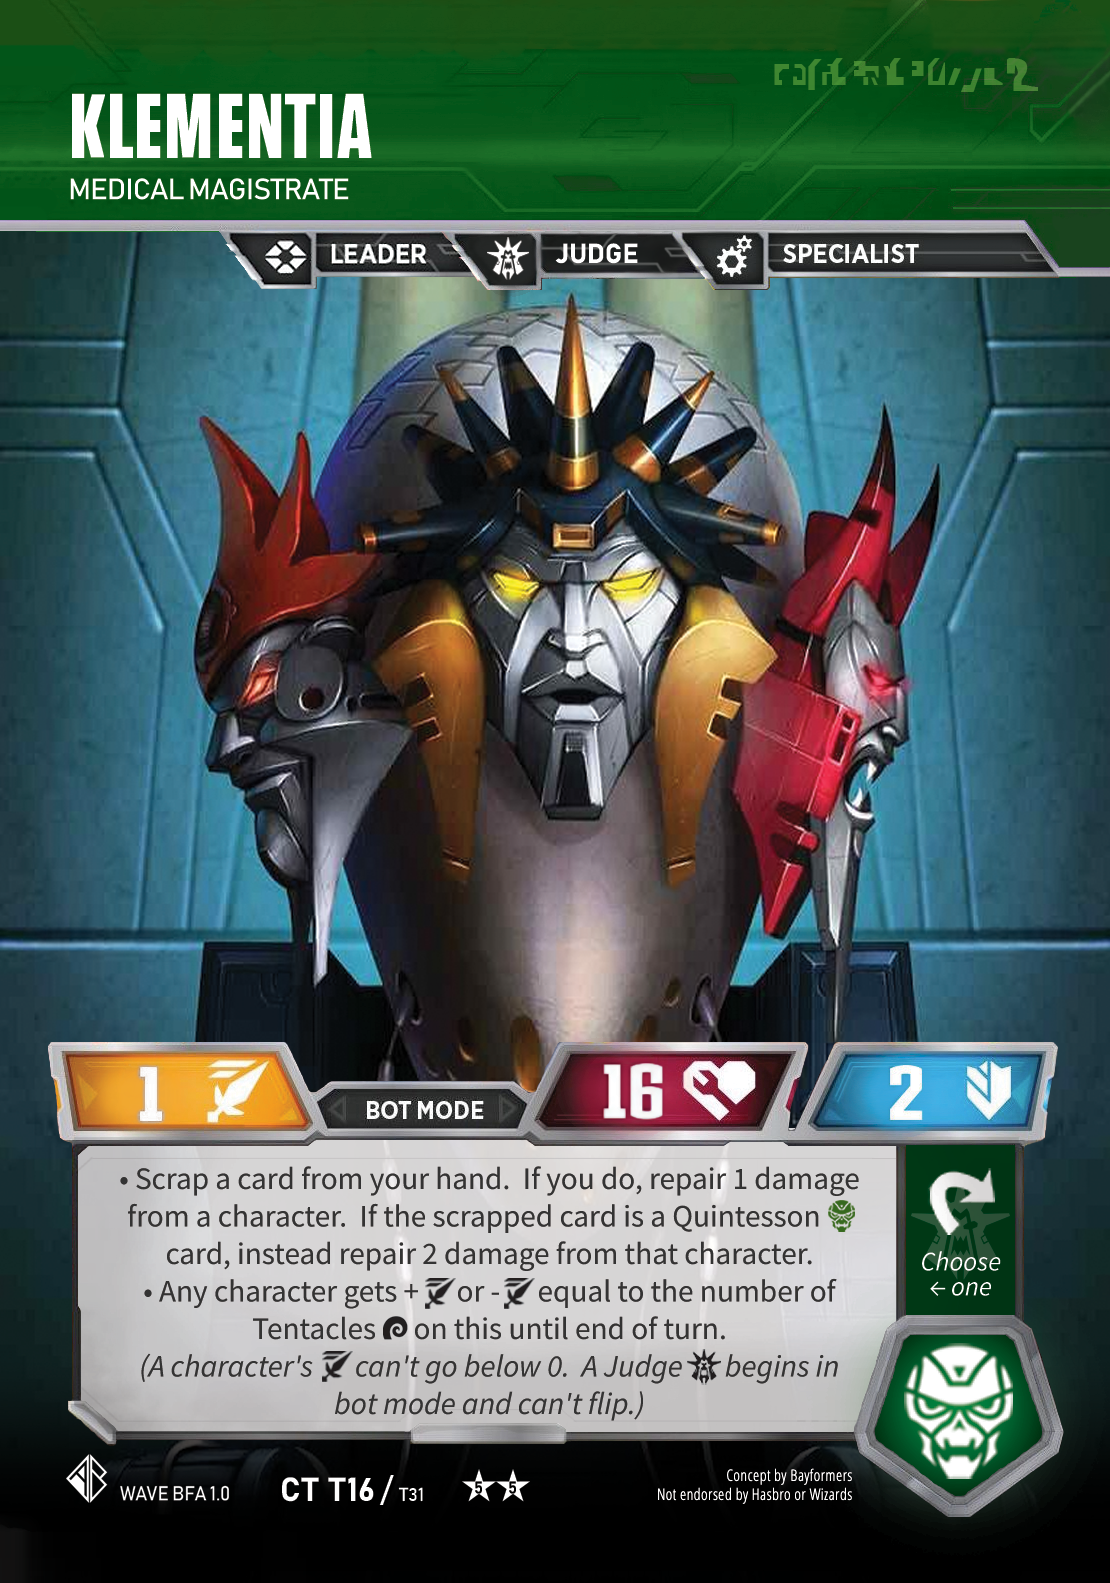 KLEMENTIA
MEDICAL MAGISTRATE
LEADER JUDGE SPECIALIST
1 BOT MODE 16 2
• Scrap a card from your hand. If you do, repair 1 damage
from a character. If the scrapped card is a Quintesson
card, instead repair 2 damage from that character.
• Any character gets + or - equal to the number of
Tentacles on this until end of turn.
(A character's can't go below 0. A Judge begins in
bot mode and can't flip.)
Choose
← one
WAVE BFA 1.0 CT T16 / T31 5 5
Concept by Bayformers
Not endorsed by Hasbro or Wizards